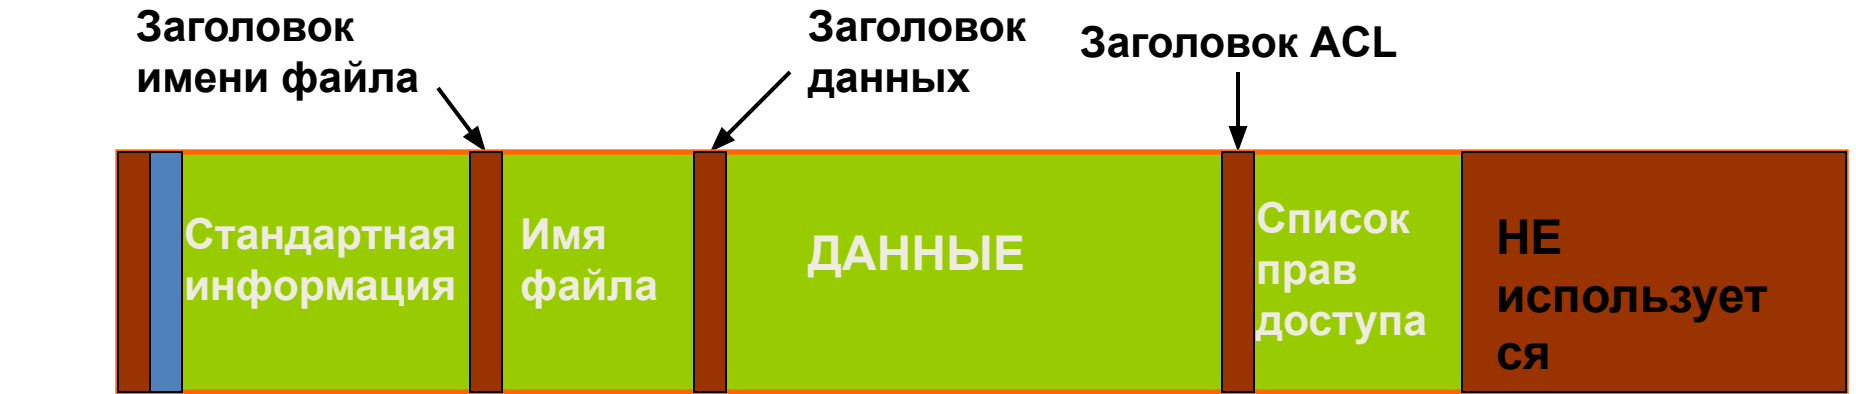 Заголовок
имени файла
Заголовок
данных
Заголовок ACL
Стандартная
информация
Имя
файла
ДАННЫЕ
Список
прав
доступа
НЕ
использует
ся